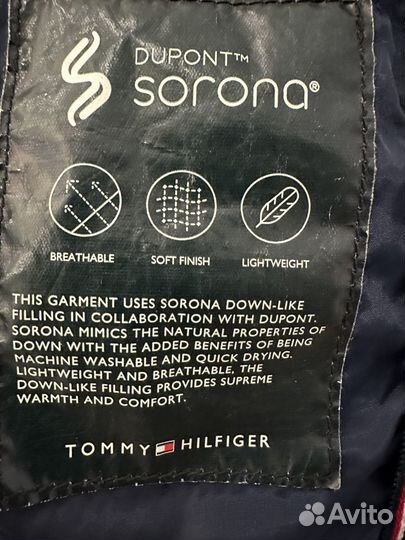 DUPONT™
sorona®
BREATHABLE
SOFT FINISH
LIGHTWEIGHT
THIS GARMENT USES SORONA DOWN-LIKE
FILLING IN COLLABORATION WITH DUPONT.
SORONA MIMICS THE NATURAL PROPERTIES OF
DOWN WITH THE ADDED BENEFITS OF BEING
MACHINE WASHABLE AND QUICK DRYING.
LIGHTWEIGHT AND BREATHABLE, THE
DOWN-LIKE FILLING PROVIDES SUPREME
WARMTH AND COMFORT.
TOMMY HILFIGER
Avito